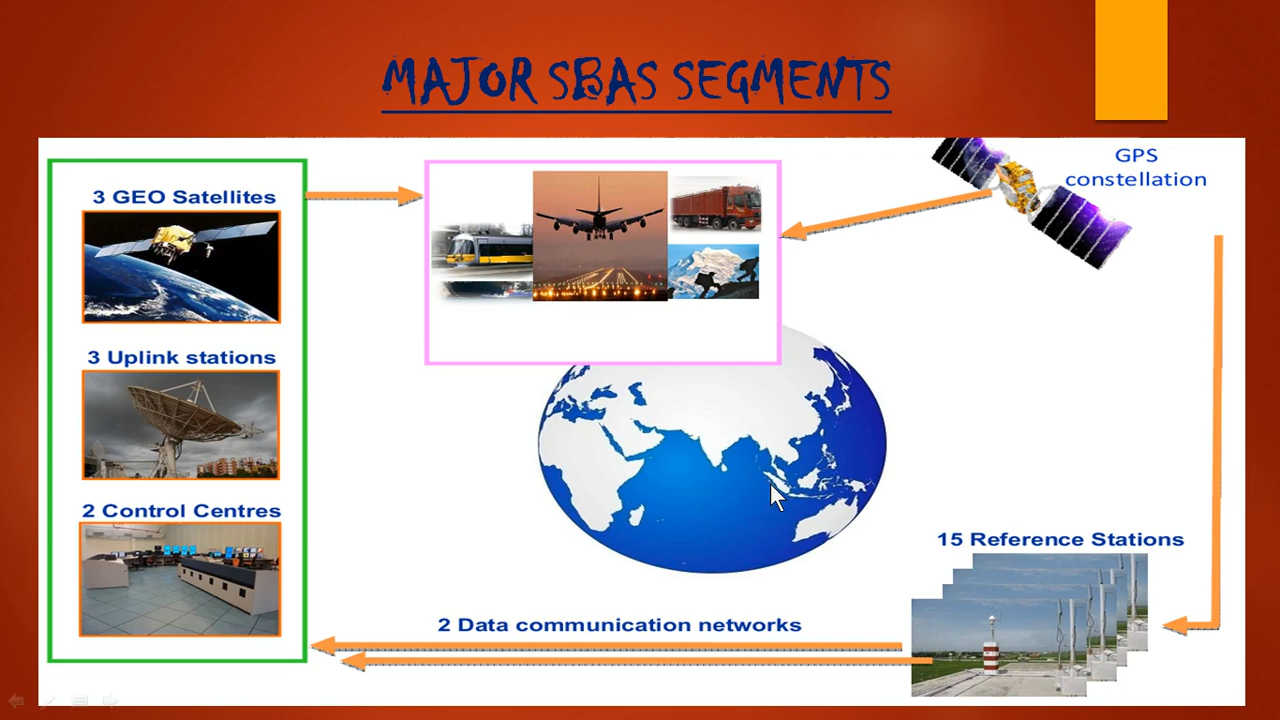 MAJOR SBAS SEGMENTS
3 GEO Satellites
3 Uplink stations
2 Control Centres
GPS
constellation
15 Reference Stations
2 Data communication networks